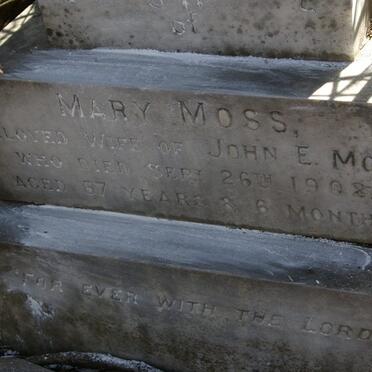 of
MARY MOSS,
LOVED WIFE OF JOHN E. MO
WHO DIED SEPT 26TH 1908
AGED 67 YEARS & 6 MONTH
"FOR EVER WITH THE LORD